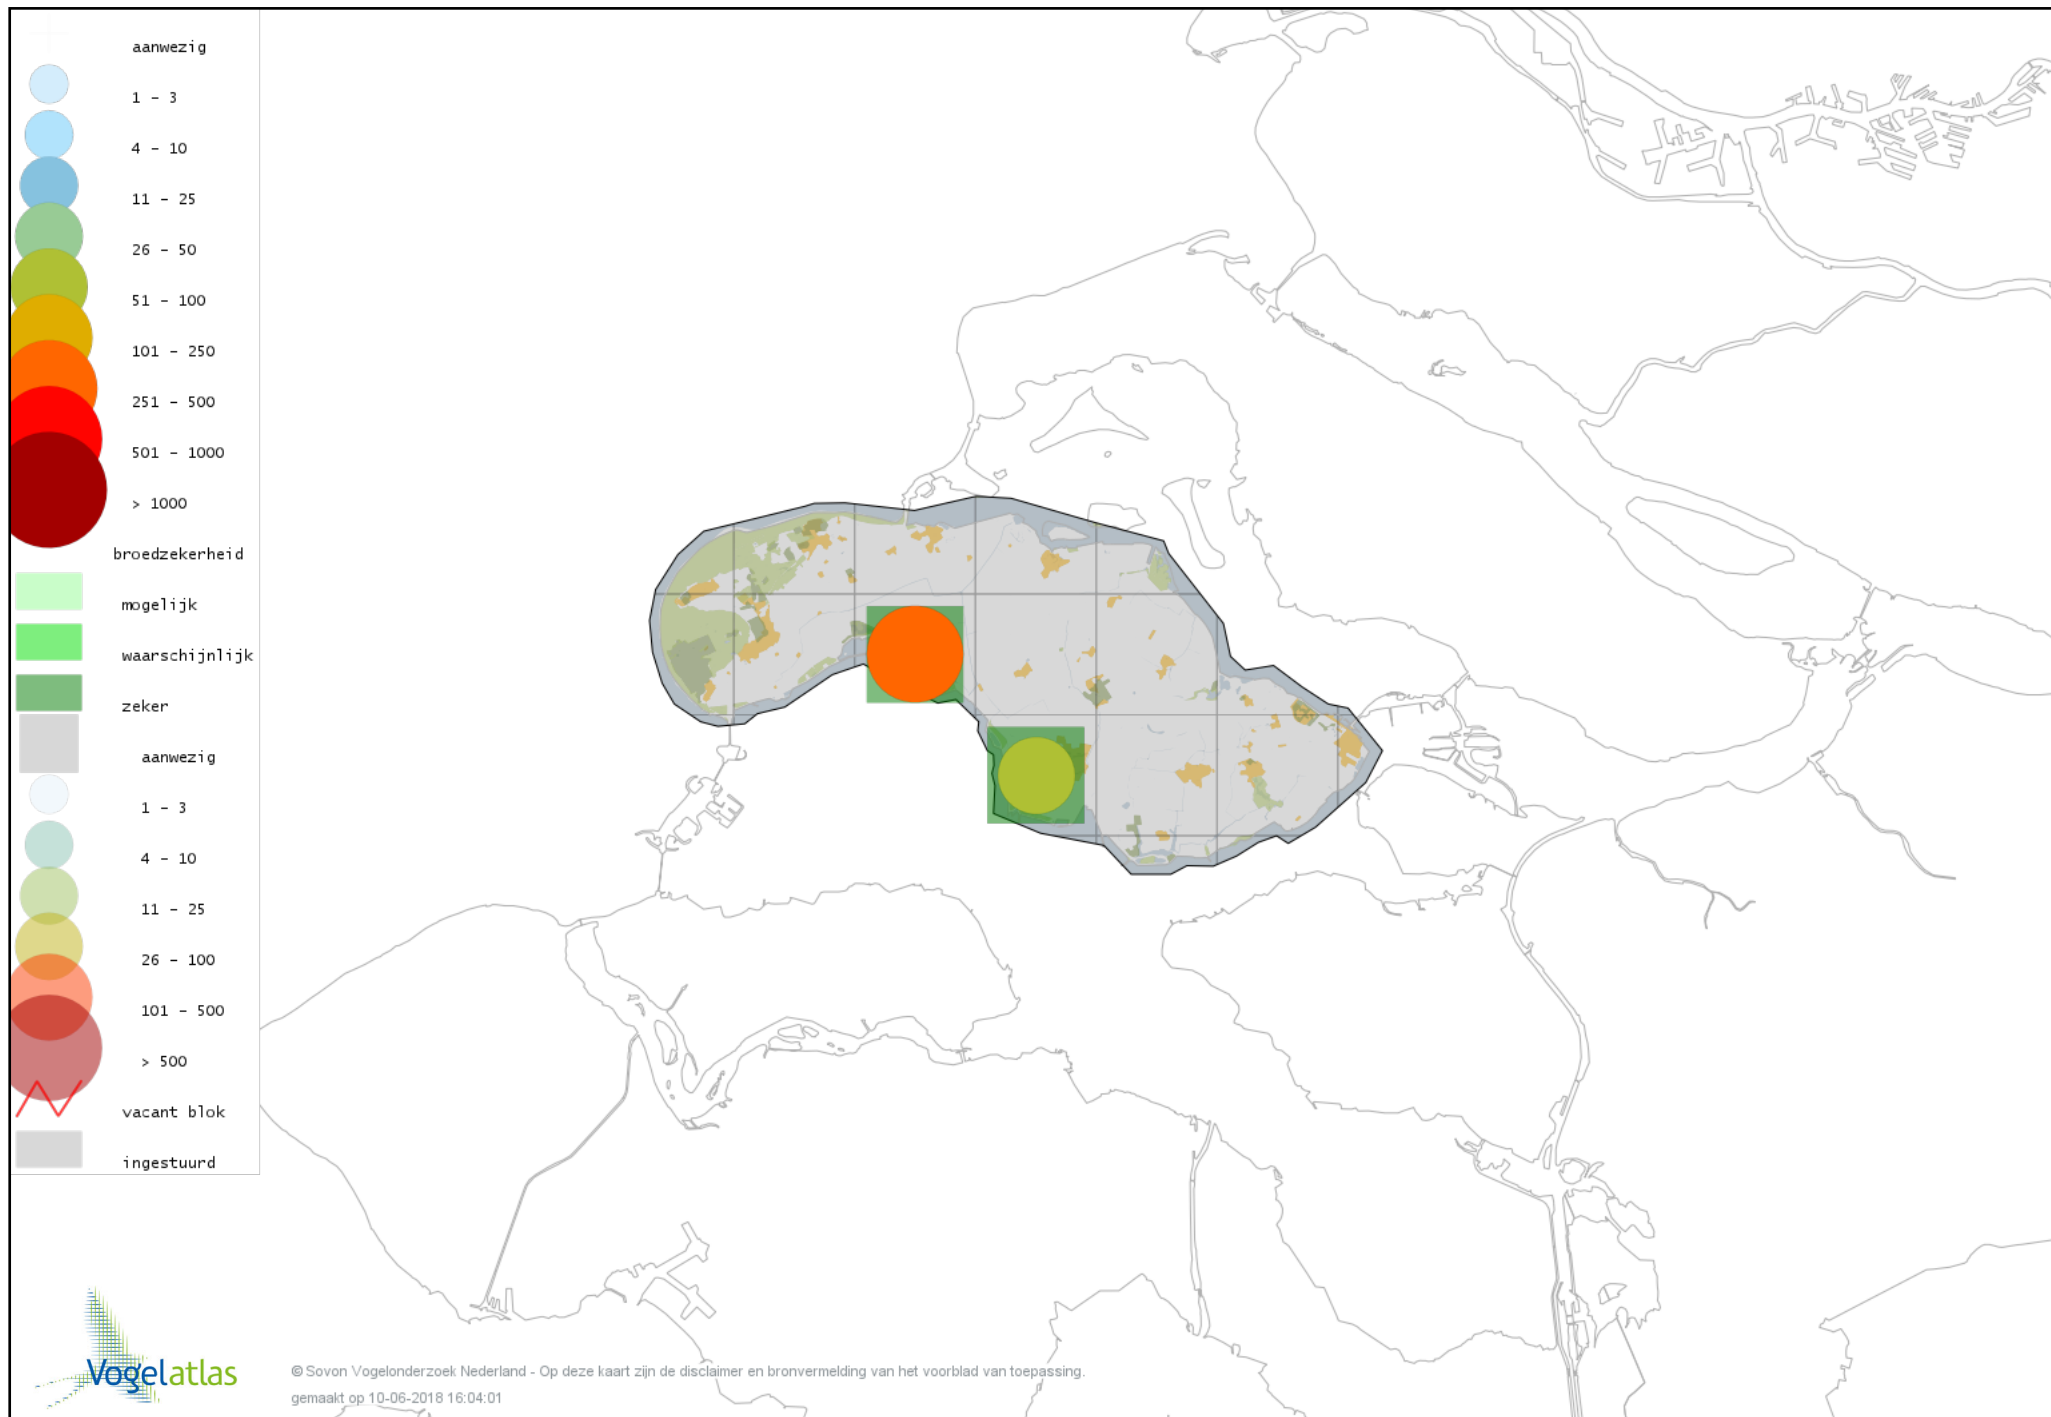 aanwezig
1 - 3
4 - 10
11 - 25
26 - 50
51 - 100
101 - 250
251 - 500
501 - 1000
> 1000
broedzekerheid
mogelijk
waarschijnlijk
zeker
aanwezig
1 - 3
4 - 10
11 - 25
26 - 100
101 - 500
> 500
vacant blok
ingestuurd
Vogelatlas
© Sovon Vogelonderzoek Nederland - Op deze kaart zijn de disclaimer en bronvermelding van het voorblad van toepassing.
gemaakt op 10-06-2018 16:04:01